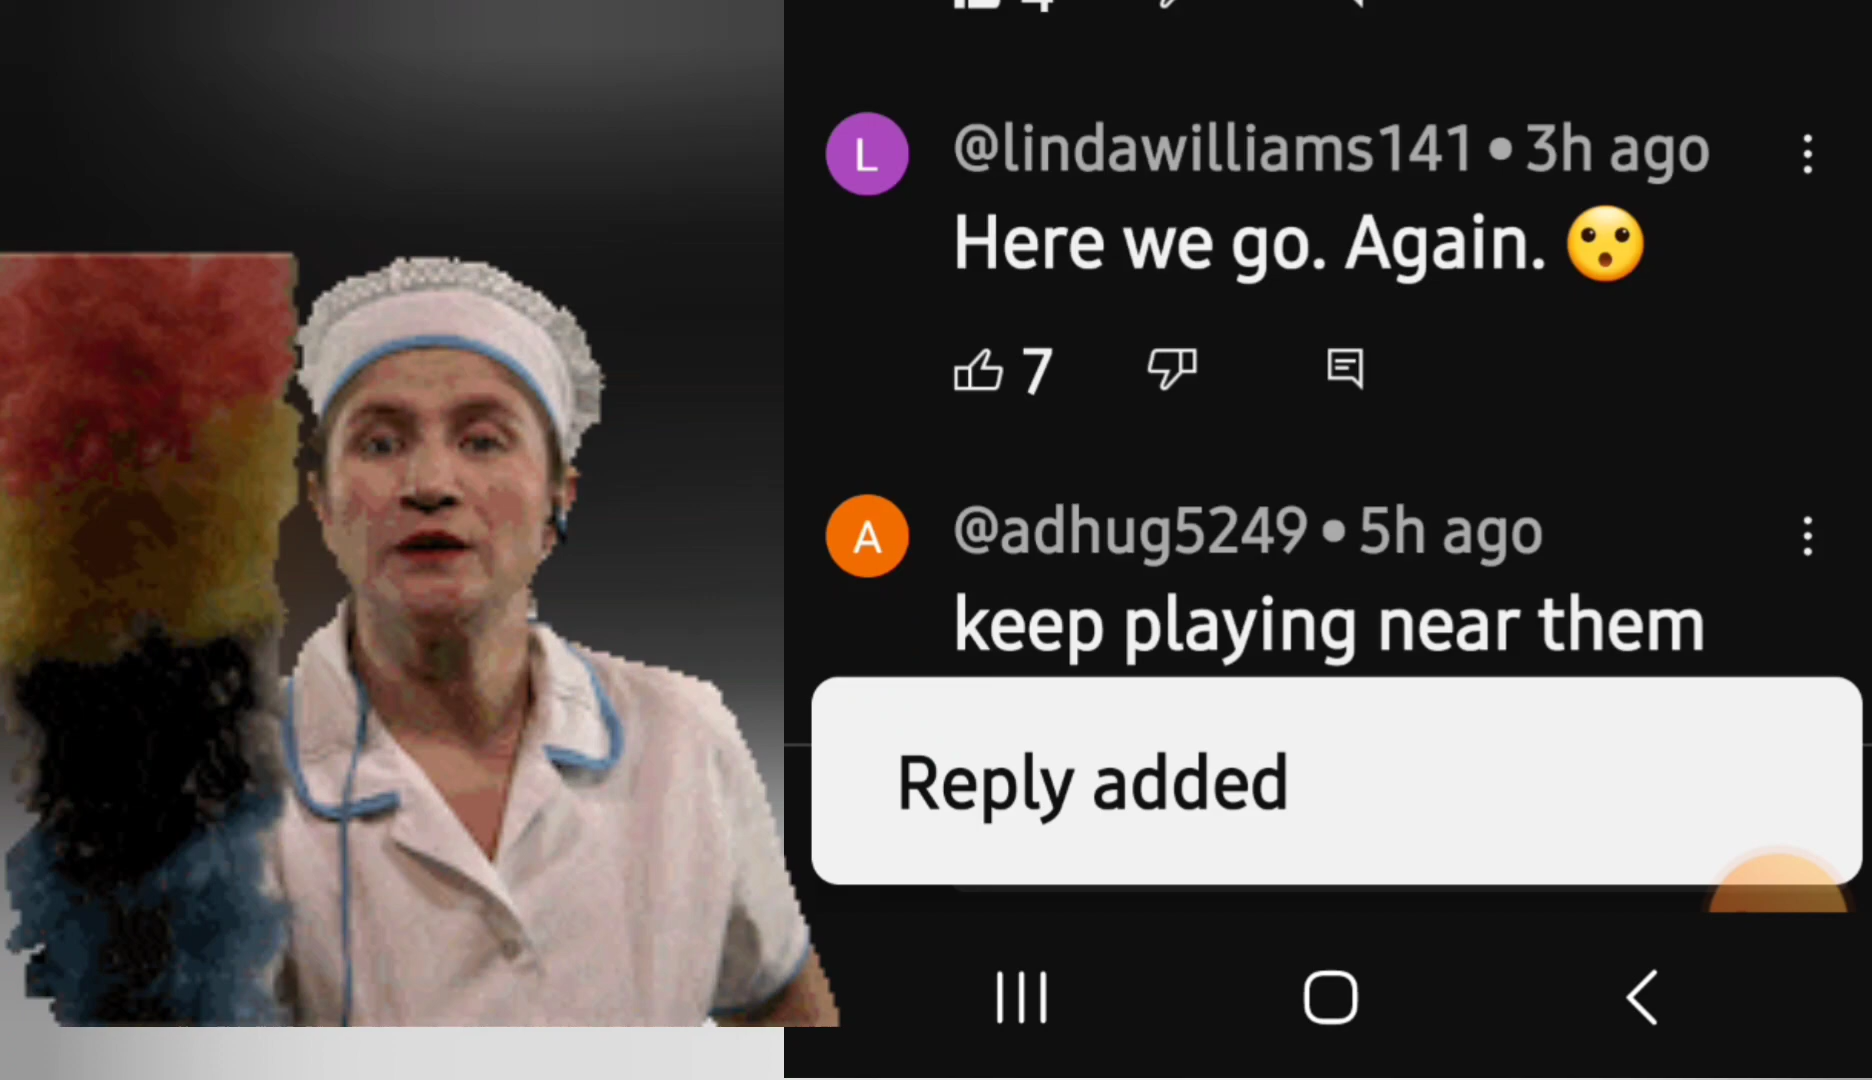 @lindawilliams141 • 3h ago
Here we go. Again. 😮
7
@adhug5249 • 5h ago
keep playing near them
Reply added